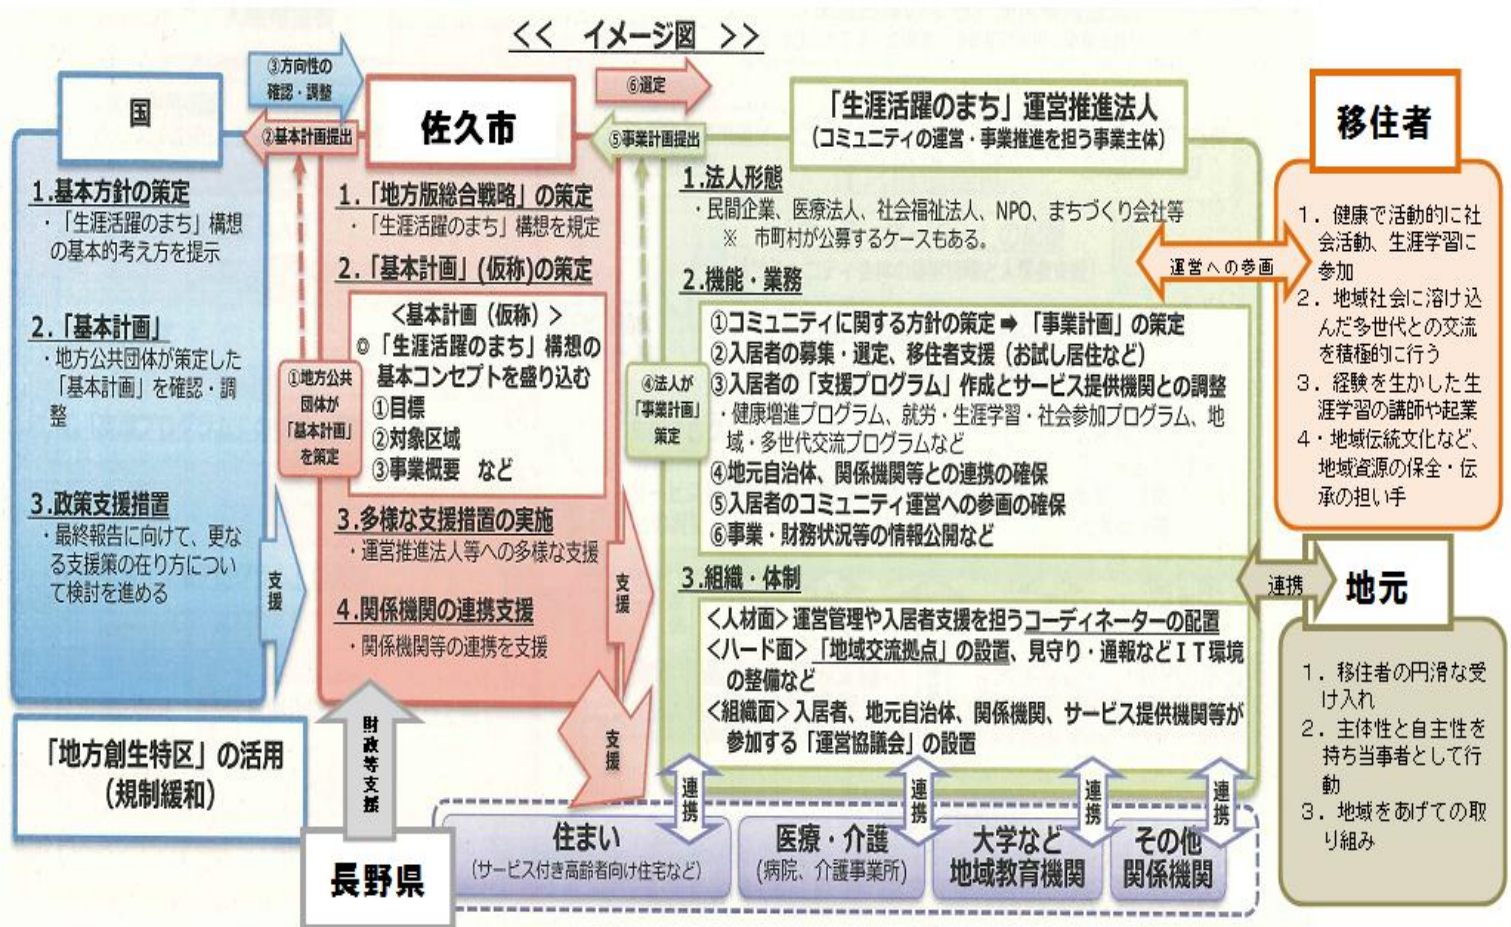 << イメージ図 >>
③方向性の
確認・調整
②基本計画提出
⑥選定
⑤事業計画提出
国
1.基本方針の策定
・「生涯活躍のまち」構想
の基本的考え方を提示
2.「基本計画」
・地方公共団体が策定した
「基本計画」を確認・調
整
3.政策支援措置
・最終報告に向けて、更な
る支援策の在り方につい
て検討を進める
支援
「地方創生特区」の活用
（規制緩和）
①地方公共
団体が
「基本計画」
を策定
佐久市
1.「地方版総合戦略」の策定
・「生涯活躍のまち」構想を規定
2.「基本計画」(仮称)の策定
＜基本計画（仮称）＞
◎「生涯活躍のまち」構想の
基本コンセプトを盛り込む
①目標
②対象区域
③事業概要　など
3.多様な支援措置の実施
・運営推進法人等への多様な支援
4.関係機関の連携支援
・関係機関等の連携を支援
支援
支援
財政等支援
長野県
④法人が
「事業計画」
策定
「生涯活躍のまち」運営推進法人
（コミュニティの運営・事業推進を担う事業主体）
1.法人形態
・民間企業、医療法人、社会福祉法人、NPO、まちづくり会社等
※　市町村が公募するケースもある。
2.機能・業務
①コミュニティに関する方針の策定➡「事業計画」の策定
②入居者の募集・選定、移住者支援（お試し居住など）
③入居者の「支援プログラム」作成とサービス提供機関との調整
・健康増進プログラム、就労・生涯学習・社会参加プログラム、地
域・多世代交流プログラムなど
④地元自治体、関係機関等との連携の確保
⑤入居者のコミュニティ運営への参画の確保
⑥事業・財務状況等の情報公開など
3.組織・体制
＜人材面＞運営管理や入居者支援を担うコーディネーターの配置
＜ハード面＞「地域交流拠点」の設置、見守り・通報などＩＴ環境
の整備など
＜組織面＞入居者、地元自治体、関係機関、サービス提供機関等が
参加する「運営協議会」の設置
連携
連携
連携
連携
住まい
（サービス付き高齢者向け住宅など）
医療・介護
（病院、介護事業所）
大学など
地域教育機関
その他
関係機関
運営への参画
移住者
１．健康で活動的に社
会活動、生涯学習に
参加
２．地域社会に溶け込
んだ多世代との交流
を積極的に行う
３．経験を生かした生
涯学習の講師や起業
４・地域伝統文化など、
地域資源の保全・伝
承の担い手
連携
地元
１．移住者の円滑な受
け入れ
２．主体性と自主性を
持ち当事者として行
動
３．地域をあげての取
り組み